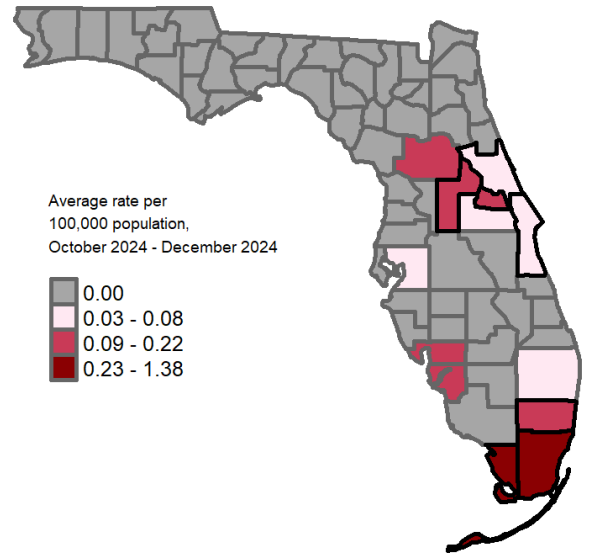 Average rate per
100,000 population,
October 2024 - December 2024
0.00
0.03 - 0.08
0.09 - 0.22
0.23 - 1.38